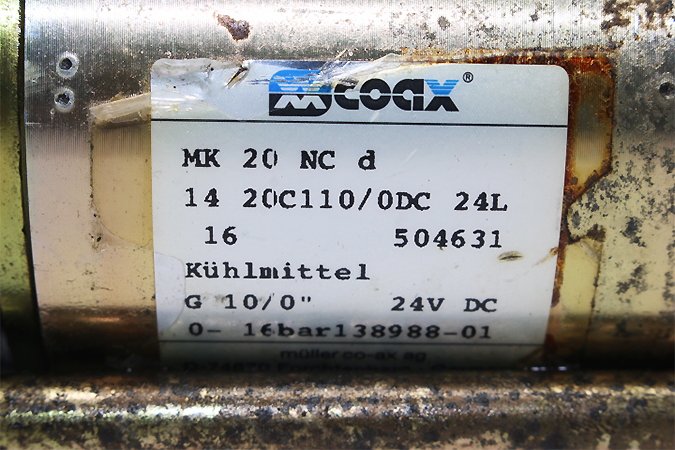 coax®
MK 20 NC d
14 20C110/0DC 24L
16 504631
Kühlmittel
G 10/0" 24V DC
0- 16bar138988-01
müller co-ax ag